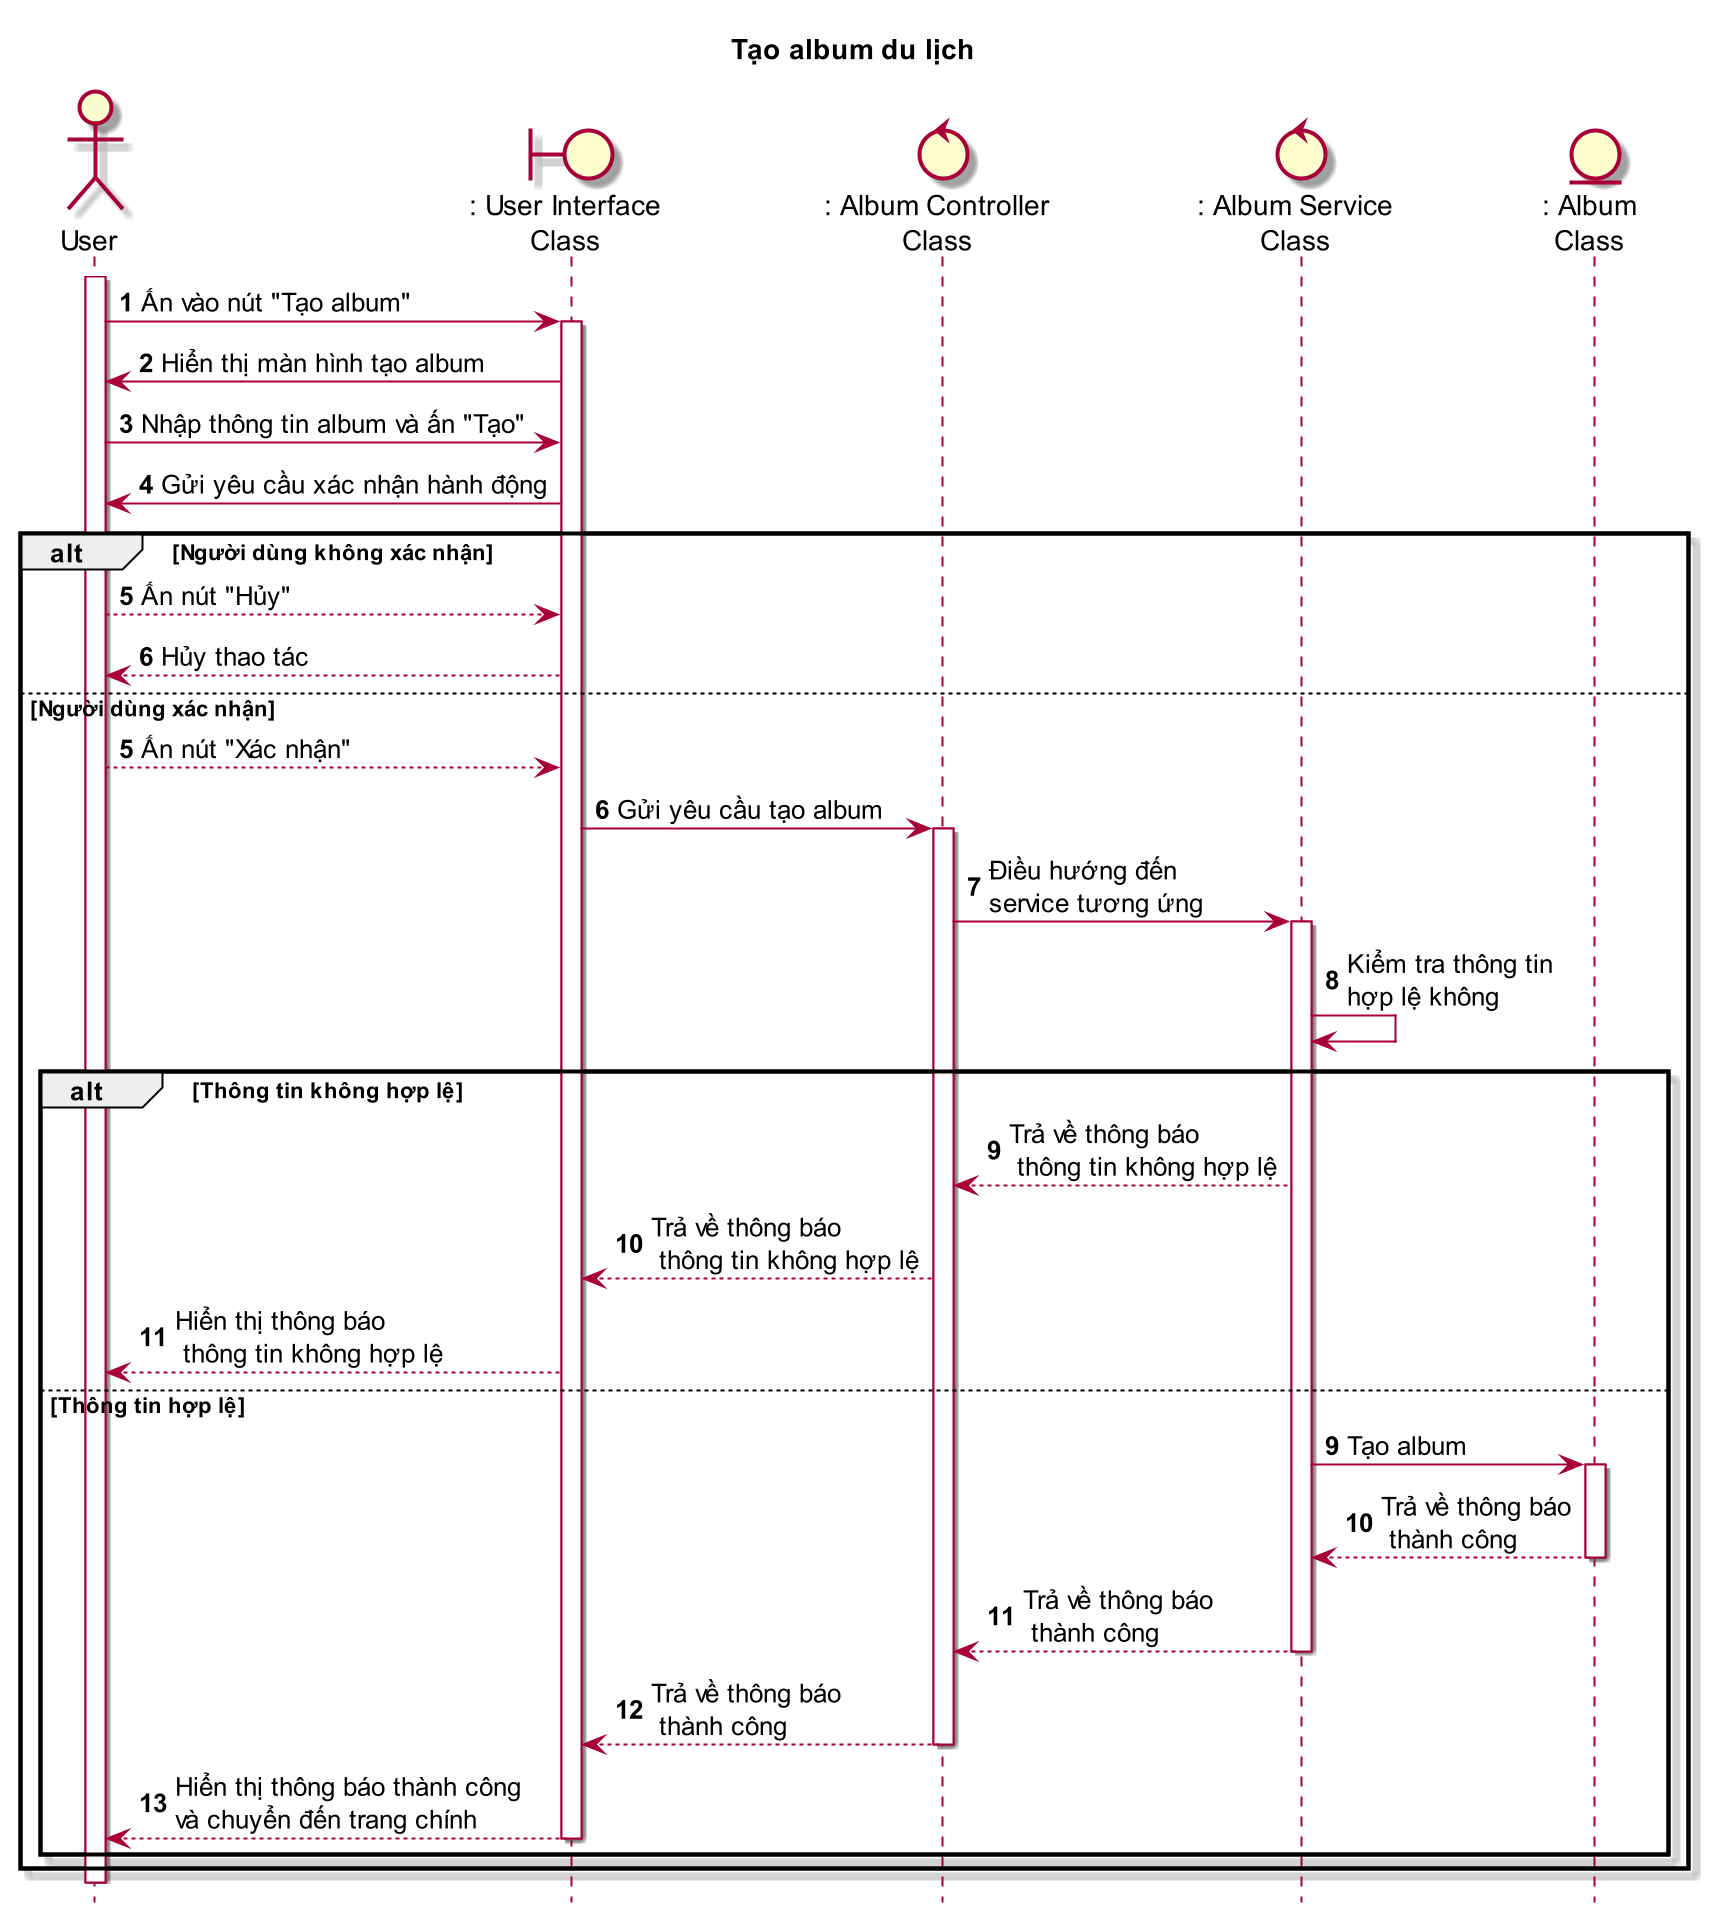 Tạo album du lịch
User
: User Interface
Class
: Album Controller
Class
: Album Service
Class
: Album
Class
1 Ấn vào nút "Tạo album"
2 Hiển thị màn hình tạo album
3 Nhập thông tin album và ấn "Tạo"
4 Gửi yêu cầu xác nhận hành động
alt [Người dùng không xác nhận]
5 Ấn nút "Hủy"
6 Hủy thao tác
[Người dùng xác nhận]
5 Ấn nút "Xác nhận"
6 Gửi yêu cầu tạo album
7 Điều hướng đến
service tương ứng
8 Kiểm tra thông tin
hợp lệ không
alt [Thông tin không hợp lệ]
9 Trả về thông báo
thông tin không hợp lệ
10 Trả về thông báo
thông tin không hợp lệ
11 Hiển thị thông báo
thông tin không hợp lệ
[Thông tin hợp lệ]
9 Tạo album
10 Trả về thông báo
thành công
11 Trả về thông báo
thành công
12 Trả về thông báo
thành công
13 Hiển thị thông báo thành công
và chuyển đến trang chính